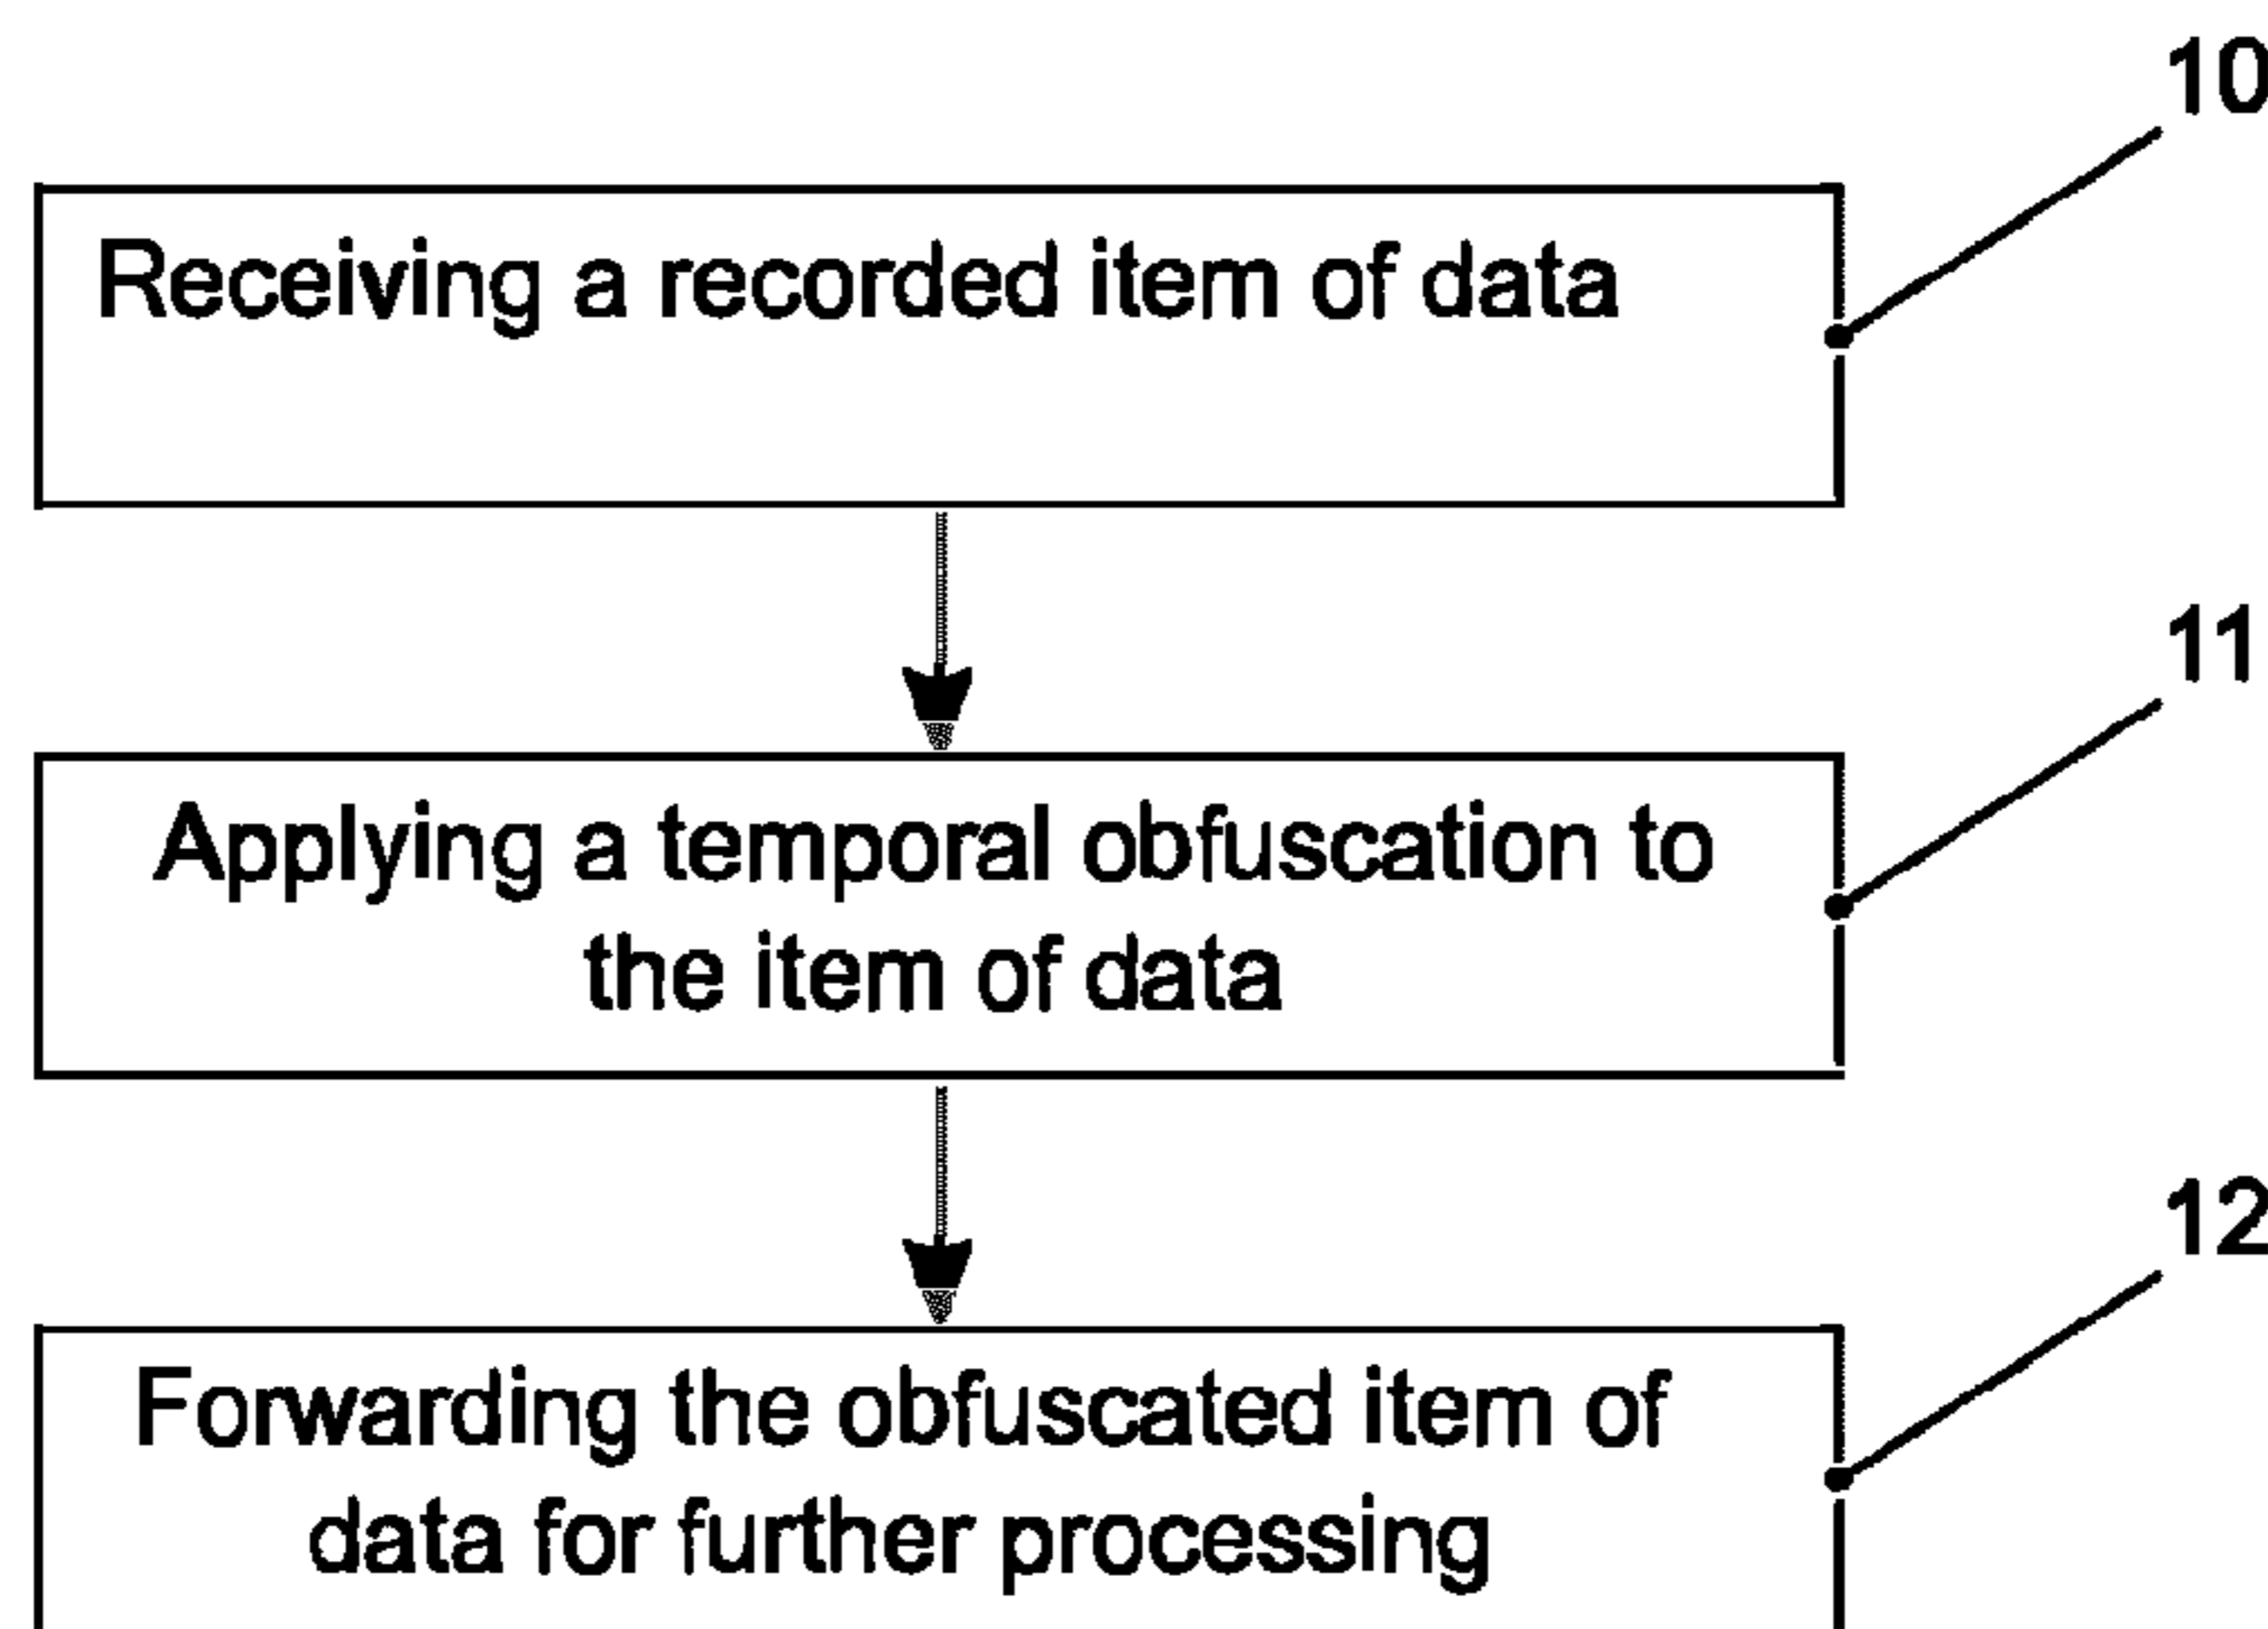 10
Receiving a recorded item of data
11
Applying a temporal obfuscation to
the item of data
12
Forwarding the obfuscated item of
data for further processing